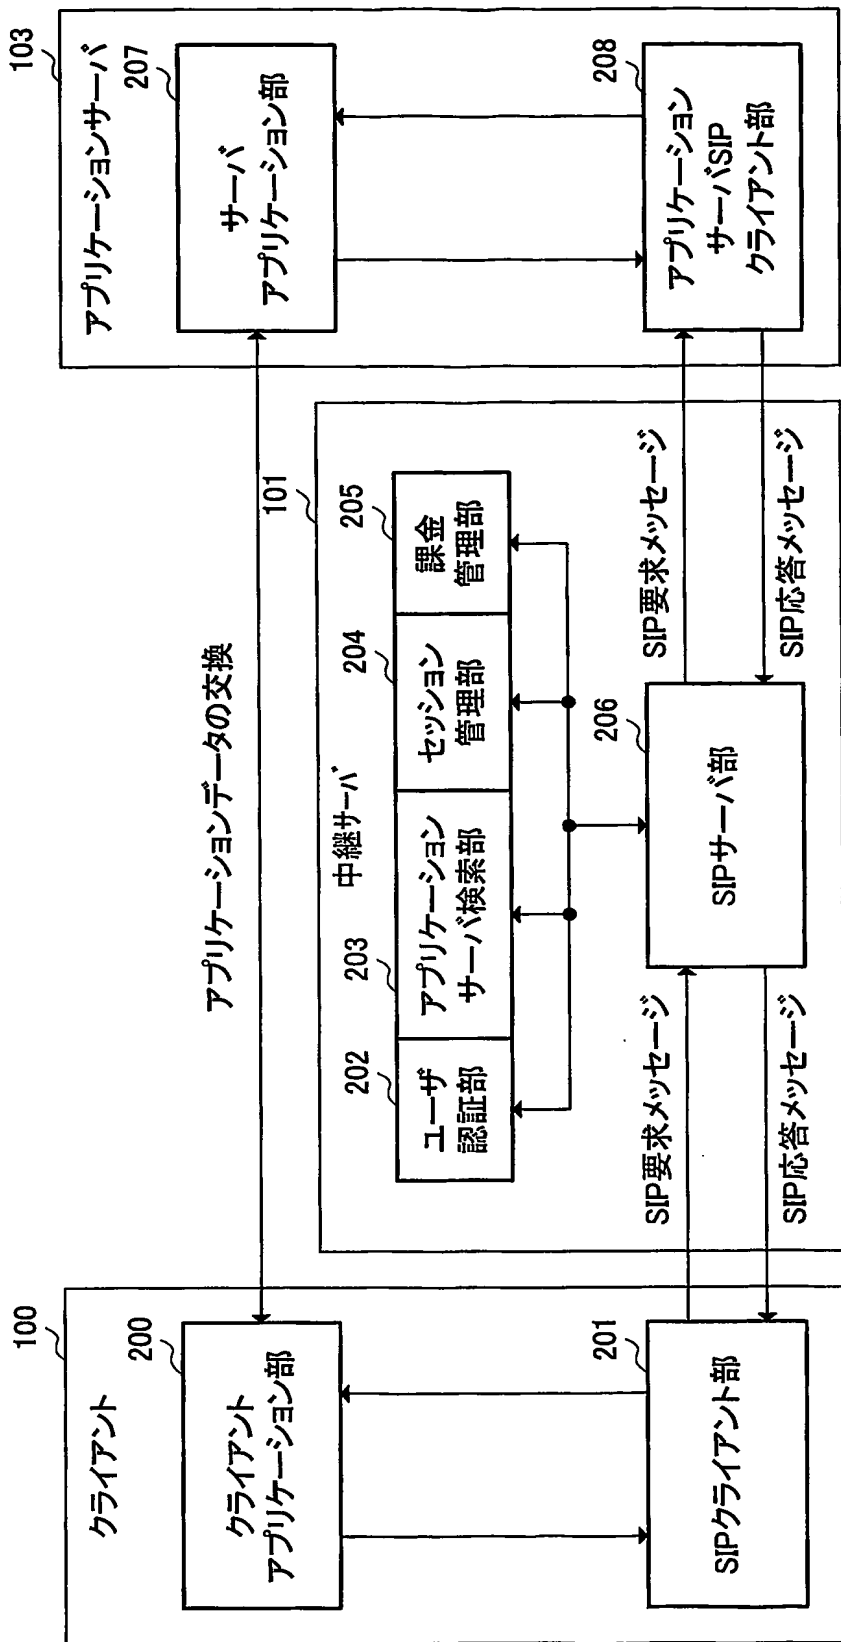 100
クライアント
200
クライアント
アプリケーション部
201
SIPクライアント部
アプリケーションデータの交換
101
中継サーバ
202
ユーザ
認証部
203
アプリケーション
サーバ検索部
204
セッション
管理部
205
課金
管理部
206
SIPサーバ部
SIP要求メッセージ
SIP応答メッセージ
SIP要求メッセージ
SIP応答メッセージ
103
アプリケーションサーバ
207
サーバ
アプリケーション部
208
アプリケーション
サーバSIP
クライアント部